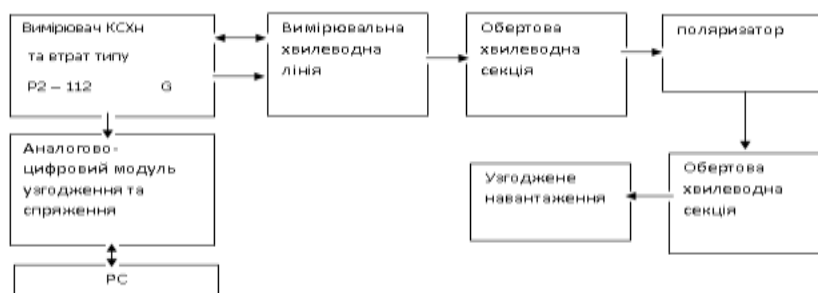 Вимірювач КСХн
та втрат типу
Р2 – 112 G
Вимірювальна
хвилеводна
лінія
Обертова
хвилеводна
секція
поляризатор
Аналогово-
цифровий модуль
узгодження та
спряження
Узгоджене
навантаження
Обертова
хвилеводна
секція
РС